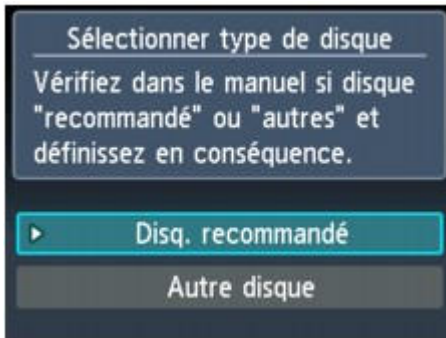 Sélectionner type de disque
Vérifiez dans le manuel si disque
"recommandé" ou "autres" et
définissez en conséquence.
Disq. recommandé
Autre disque